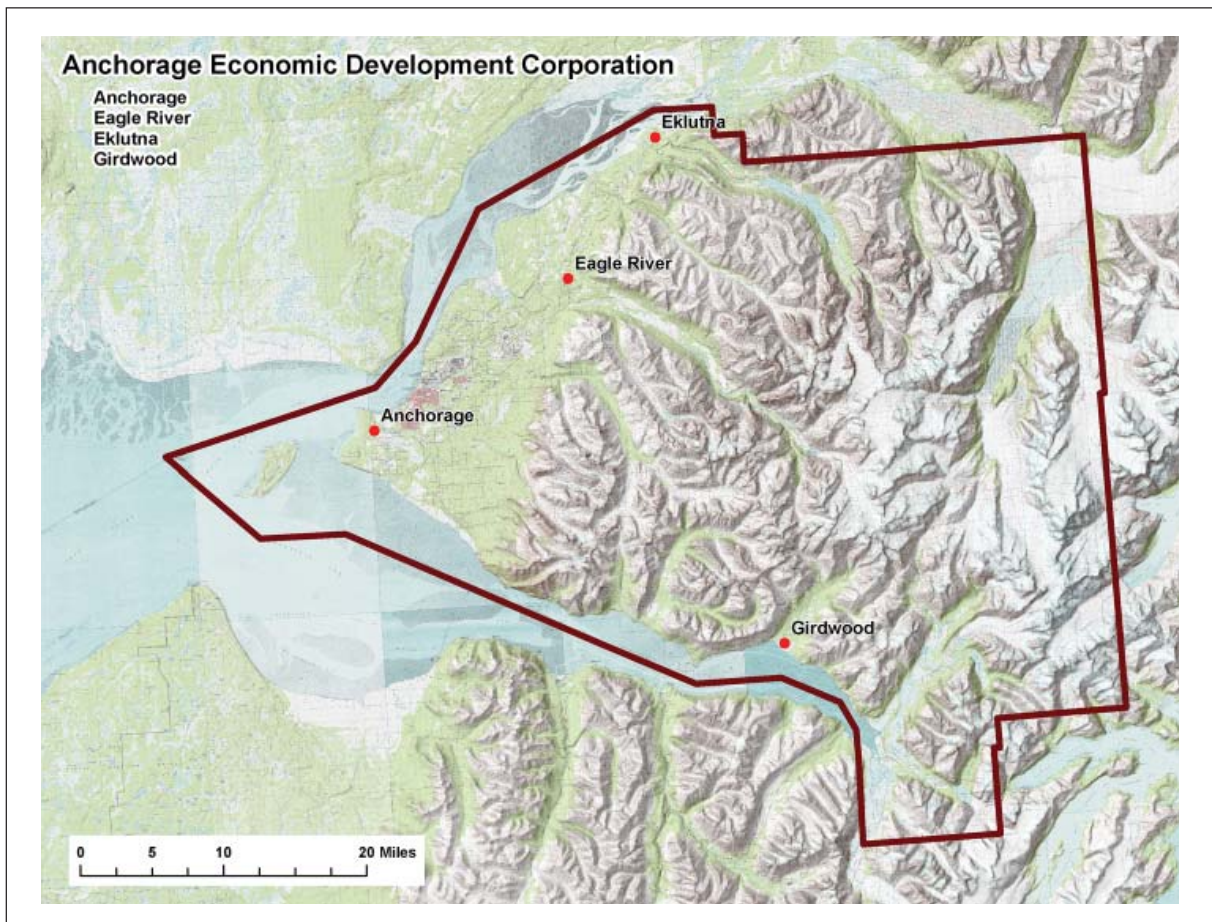 Anchorage Economic Development Corporation
Anchorage
Eagle River
Eklutna
Girdwood
Eklutna
Eagle River
Anchorage
Girdwood
0 5 10 20 Miles